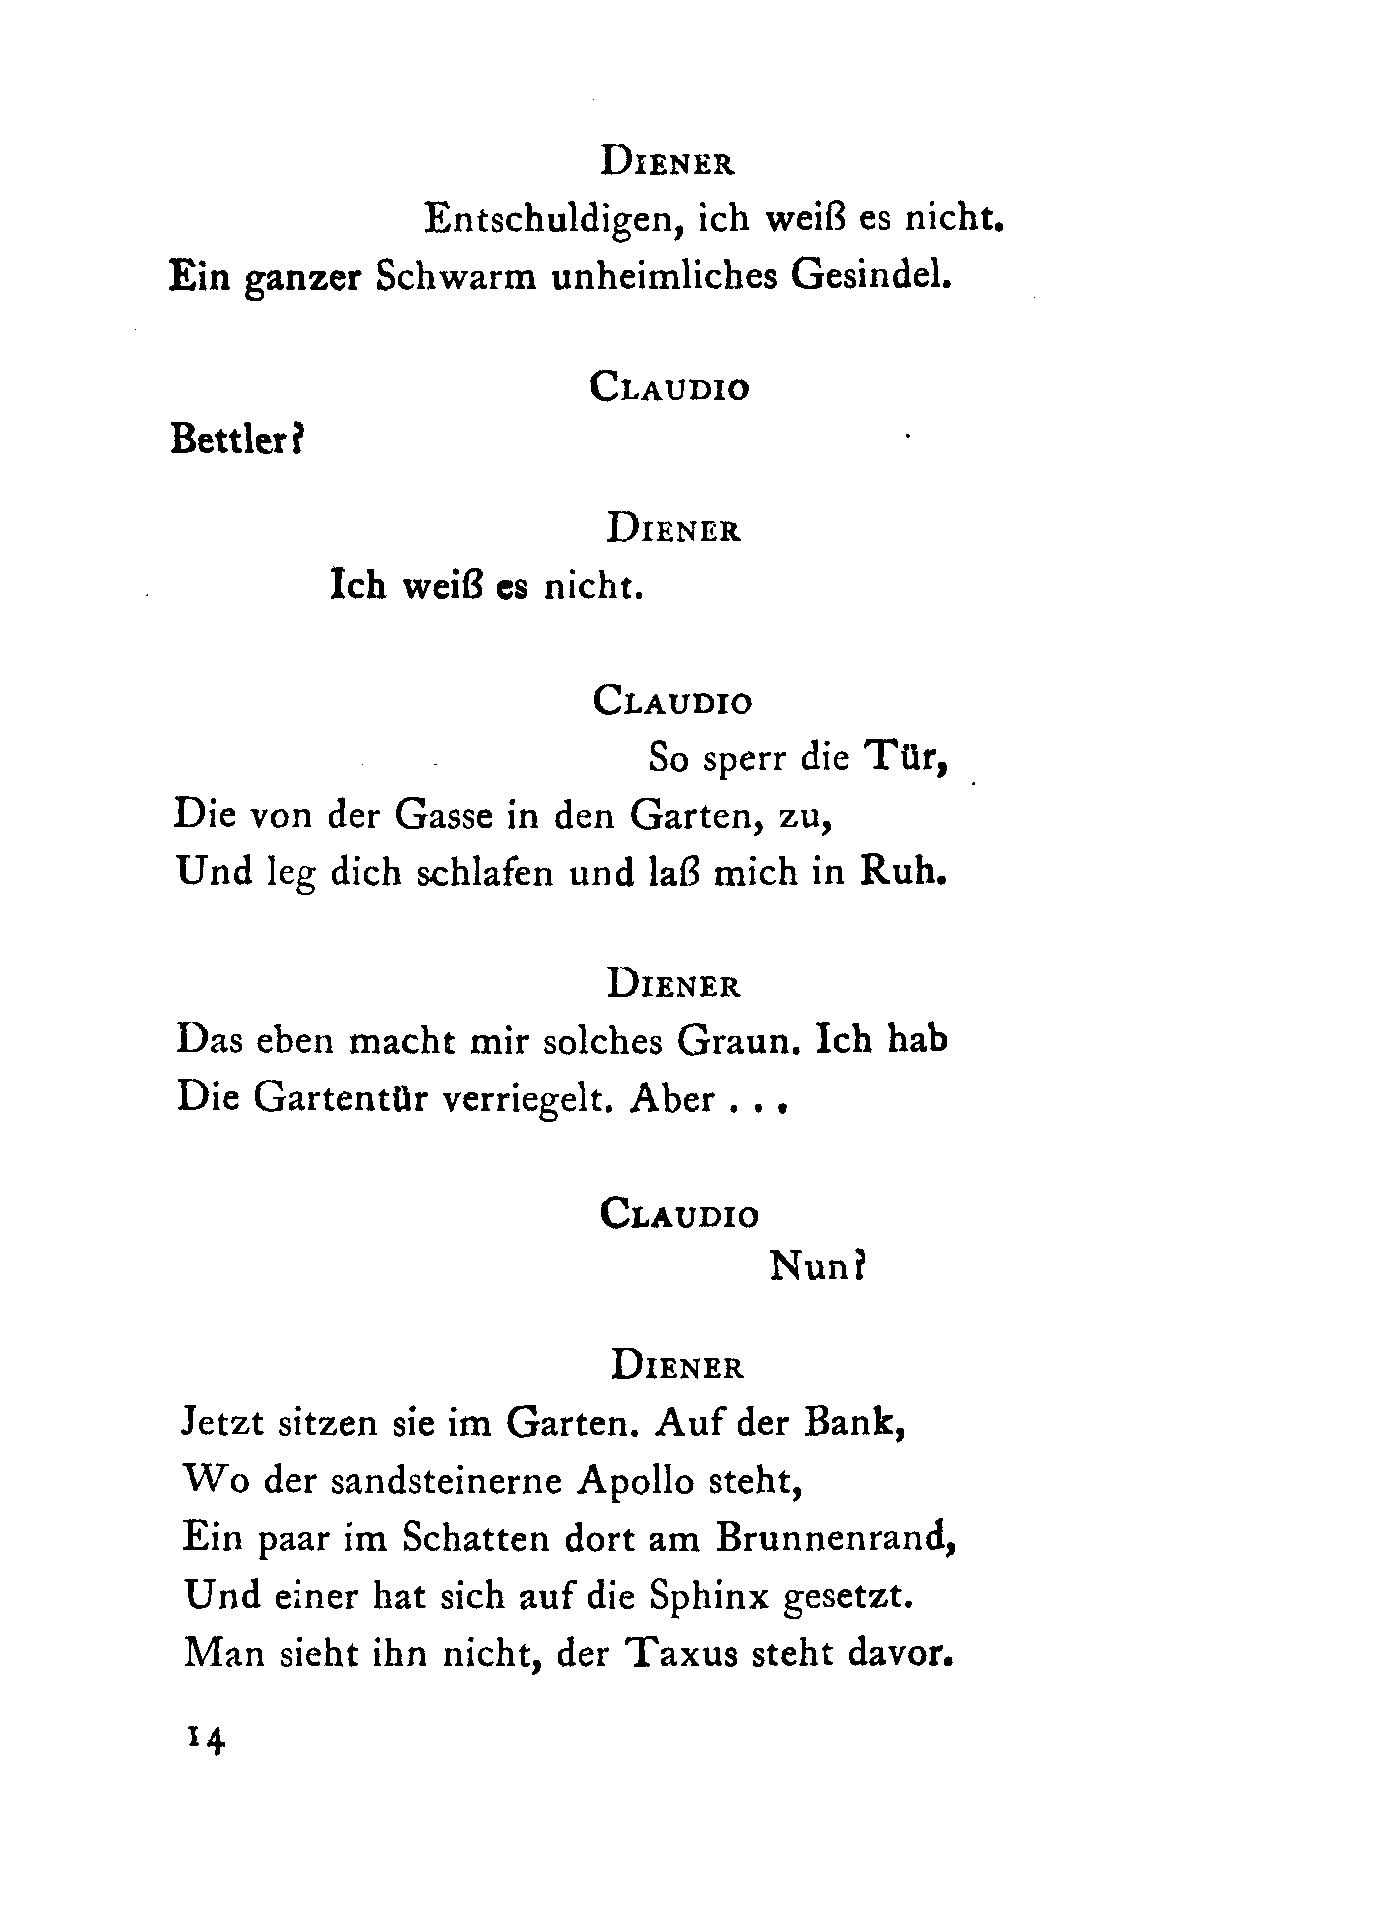 DIENER
Entschuldigen, ich weiß es nicht.
Ein ganzer Schwarm unheimliches Gesindel.
CLAUDIO
Bettler?
DIENER
Ich weiß es nicht.
CLAUDIO
So sperr die Tür,
Die von der Gasse in den Garten, zu,
Und leg dich schlafen und laß mich in Ruh.
DIENER
Das eben macht mir solches Graun. Ich hab
Die Gartentür verriegelt. Aber . . .
CLAUDIO
Nun?
DIENER
Jetzt sitzen sie im Garten. Auf der Bank,
Wo der sandsteinerne Apollo steht,
Ein paar im Schatten dort am Brunnenrand,
Und einer hat sich auf die Sphinx gesetzt.
Man sieht ihn nicht, der Taxus steht davor.
14